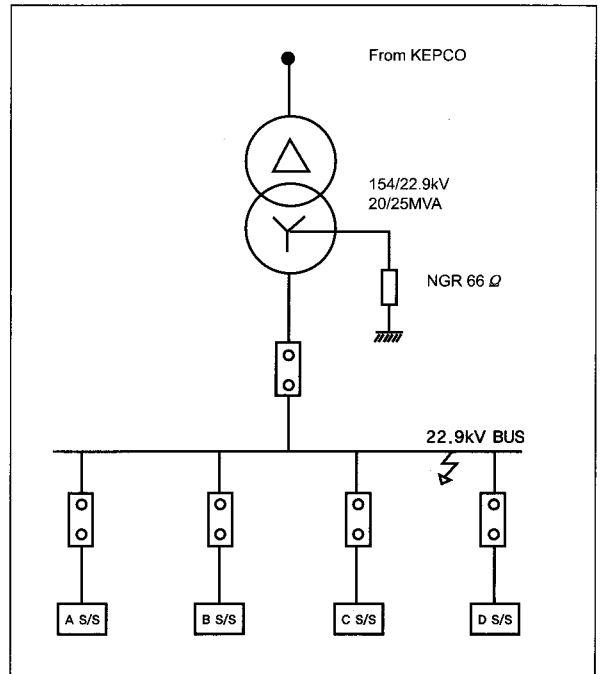 From KEPCO
154/22.9kV
20/25MVA
NGR 66 Ω
22.9kV BUS
A S/S
B S/S
C S/S
D S/S